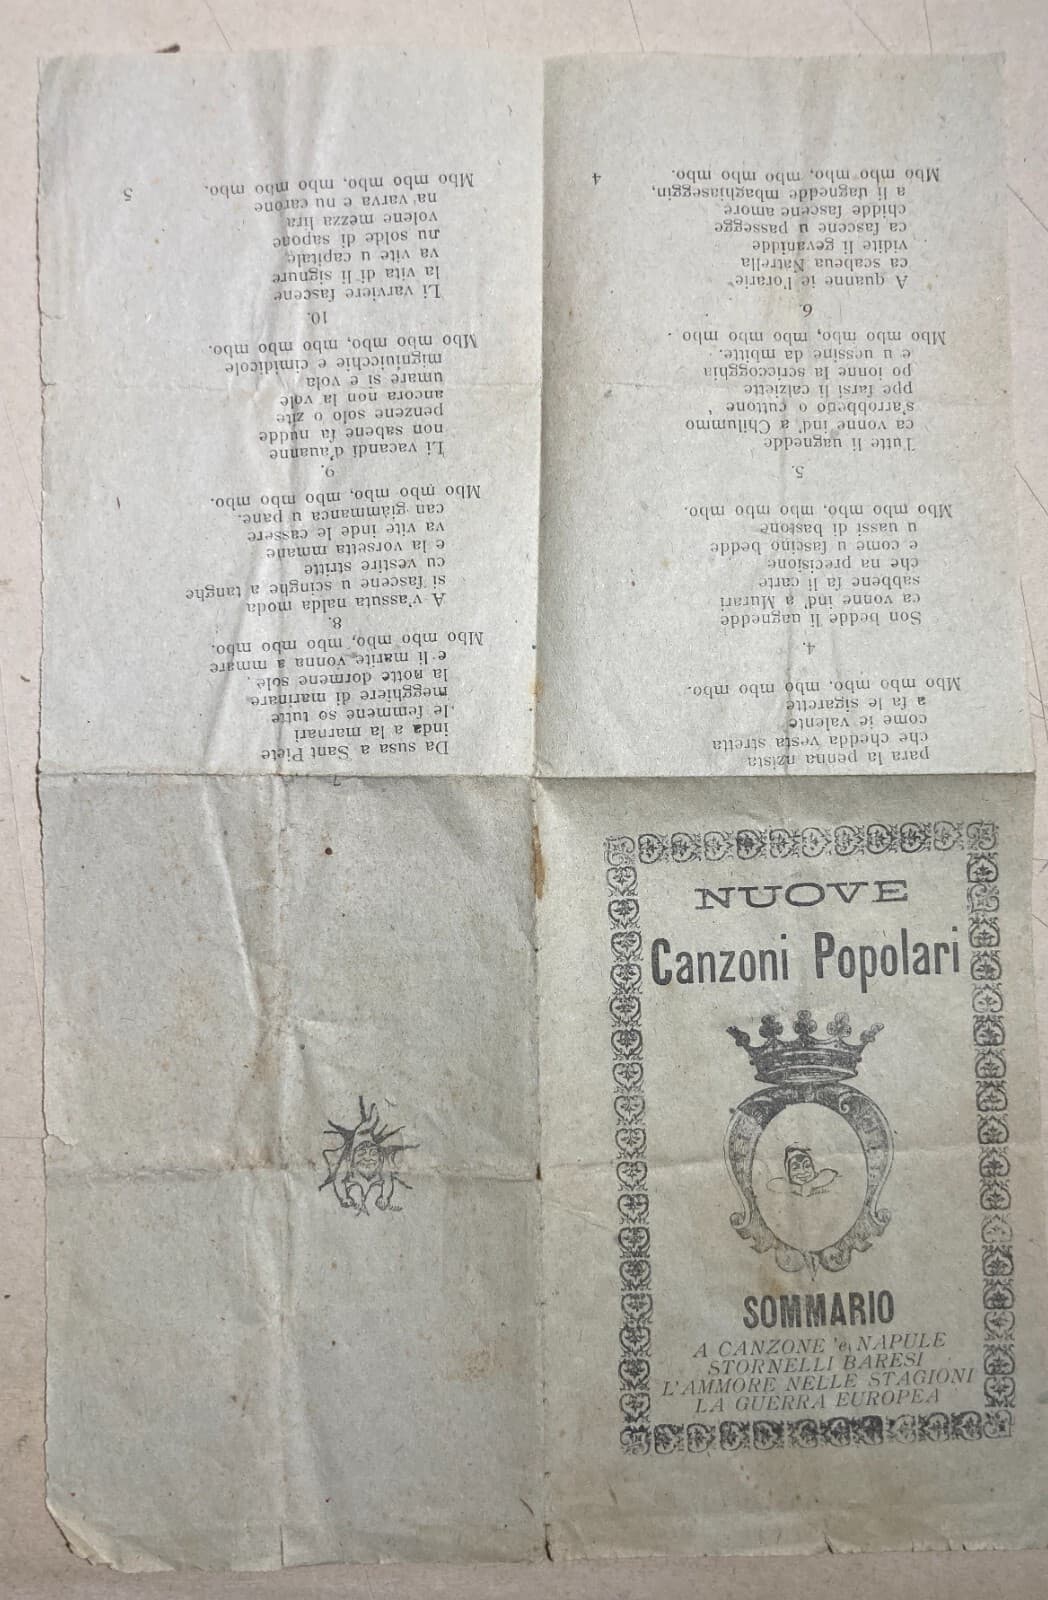 NUOVE
Canzoni Popolari
SOMMARIO
A CANZONE 'e NAPULE
STORNELLI BARESI
L'AMMORE NELLE STAGIONI
LA GUERRA EUROPEA
para la penna nzista
che chedda vesta stretta
come ie valente
a fa le sigarette
Mbo mbo mbo, mbo mbo mbo.
4.
Son bedde li uagnedde
ca vonne ind' a Murari
sabbene fa li carte
che na precisione
e come u fascino bedde
u uassi di bastone
Mbo mbo mbo, mbo mbo mbo.
5.
Tutte li uagnedde
ca vonne ind' a Chilummo
s'arrobbeno o cuttone
ppe farsi li calziette
po ionne la scriccogghia
e u uessine da mbitte.
Mbo mbo mbo, mbo mbo mbo
6.
A quanne ie l'orarie
ca scabeua Natrella
vidite li gevanidde
ca fascene u passegge
chidde fascene amore
a li uagnedde mbaghiaseggin,
Mbò mbo mbo, mbo mbo mbo.
4
7
Da susa a Sant Piete
inda a la marnari
le femmene so tutte
megghiere di marinare
la notte dormene sole
e li marite vonna a mmare
Mbo mbo mbo, mbo mbo mbo.
8.
A v'assuta nalda moda
si fascene u scinghe a tanghe
cu vestire strittte
e la vorsetta mmane
va vite inde le cassere
can giammanca u pane.
Mbo mbo mbo, mbo mbo mbo.
9.
Li vacandi d'auanne
non sabene fa nudde
penzene solo o zite
ancora non la vole
umare si e vola
migniuicchie e cimidicole
Mbo mbo mbo, mbo mbo mbo.
10.
Li varviere fascene
la vita di li signure
va vite u capitale
nu solde di sapone
volene mezza lira
na varva e nu carone
Mbo mbo mbo, mbo mbo mbo.
5